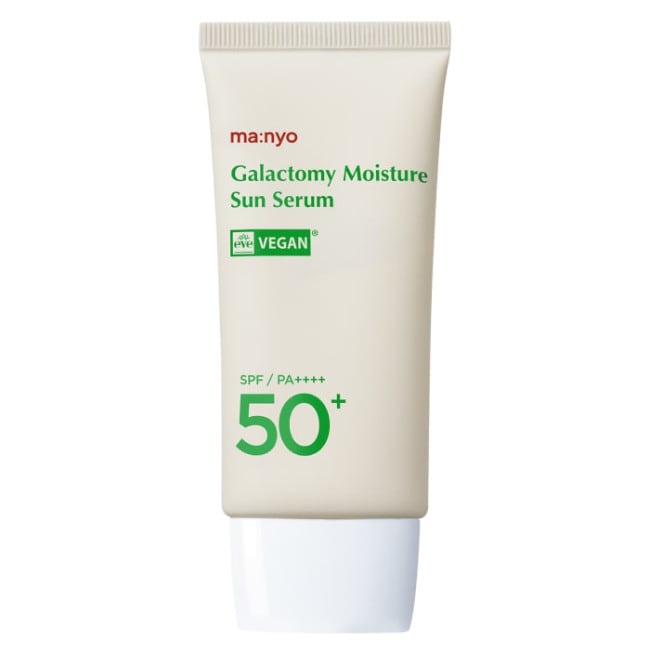 ma:nyo
Galactomy Moisture
Sun Serum
eve VEGAN®
SPF / PA++++
50+